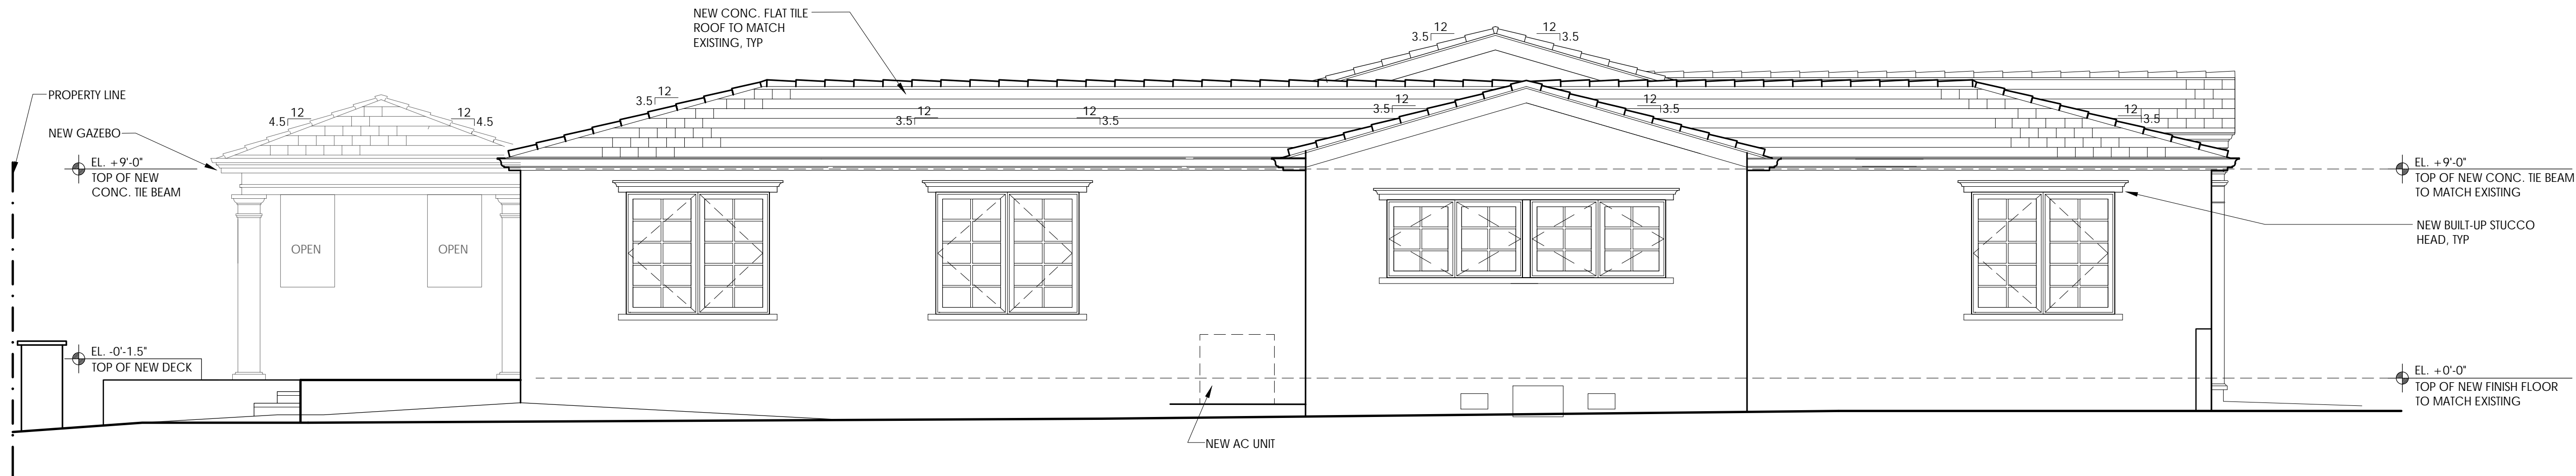 NEW CONC. FLAT TILE
ROOF TO MATCH
EXISTING, TYP
12
3.5
12
3.5
PROPERTY LINE
12
4.5
12
4.5
NEW GAZEBO
12
3.5
12
3.5
12
3.5
12
3.5
12
3.5
12
3.5
EL. +9'-0"
TOP OF NEW
CONC. TIE BEAM
EL. +9'-0"
TOP OF NEW CONC. TIE BEAM
TO MATCH EXISTING
NEW BUILT-UP STUCCO
HEAD, TYP
OPEN
OPEN
EL. -0'-1.5"
TOP OF NEW DECK
EL. +0'-0"
TOP OF NEW FINISH FLOOR
TO MATCH EXISTING
NEW AC UNIT